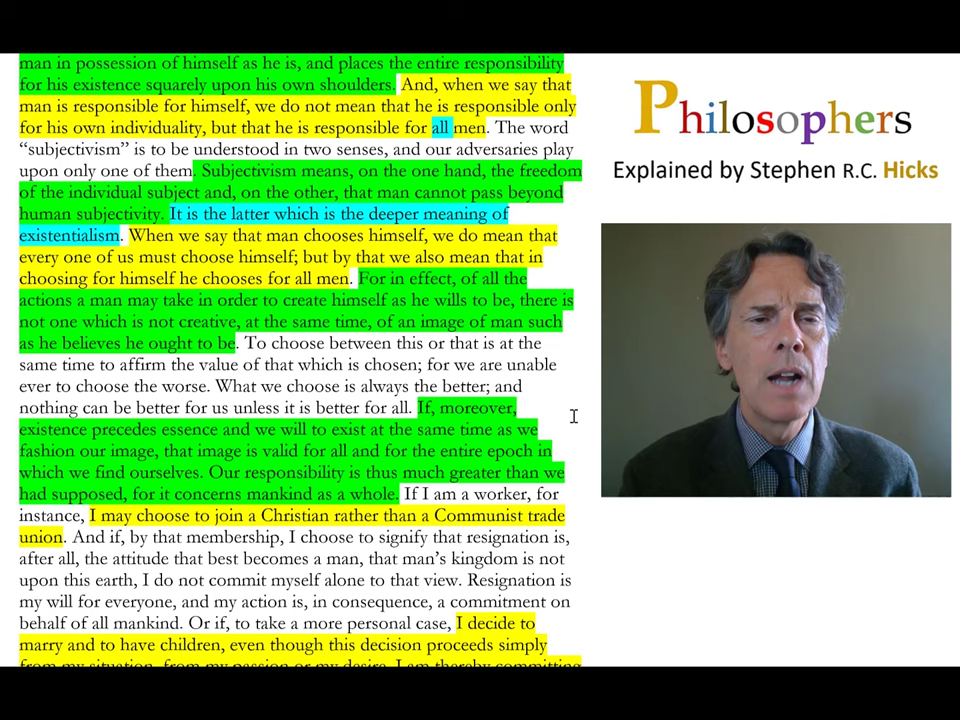 man in possession of himself as he is, and places the entire responsibility
for his existence squarely upon his own shoulders. And, when we say that
man is responsible for himself, we do not mean that he is responsible only
for his own individuality, but that he is responsible for all men. The word
“subjectivism” is to be understood in two senses, and our adversaries play
upon only one of them. Subjectivism means, on the one hand, the freedom
of the individual subject and, on the other, that man cannot pass beyond
human subjectivity. It is the latter which is the deeper meaning of
existentialism. When we say that man chooses himself, we do mean that
every one of us must choose himself; but by that we also mean that in
choosing for himself he chooses for all men. For in effect, of all the
actions a man may take in order to create himself as he wills to be, there is
not one which is not creative, at the same time, of an image of man such
as he believes he ought to be. To choose between this or that is at the
same time to affirm the value of that which is chosen; for we are unable
ever to choose the worse. What we choose is always the better; and
nothing can be better for us unless it is better for all. If, moreover,
existence precedes essence and we will to exist at the same time as we
fashion our image, that image is valid for all and for the entire epoch in
which we find ourselves. Our responsibility is thus much greater than we
had supposed, for it concerns mankind as a whole. If I am a worker, for
instance, I may choose to join a Christian rather than a Communist trade
union. And if, by that membership, I choose to signify that resignation is,
after all, the attitude that best becomes a man, that man’s kingdom is not
upon this earth, I do not commit myself alone to that view. Resignation is
my will for everyone, and my action is, in consequence, a commitment on
behalf of all mankind. Or if, to take a more personal case, I decide to
marry and to have children, even though this decision proceeds simply
from my situation, from my passion or my desire, I am thereby committing
Philosophers
Explained by Stephen R.C. Hicks